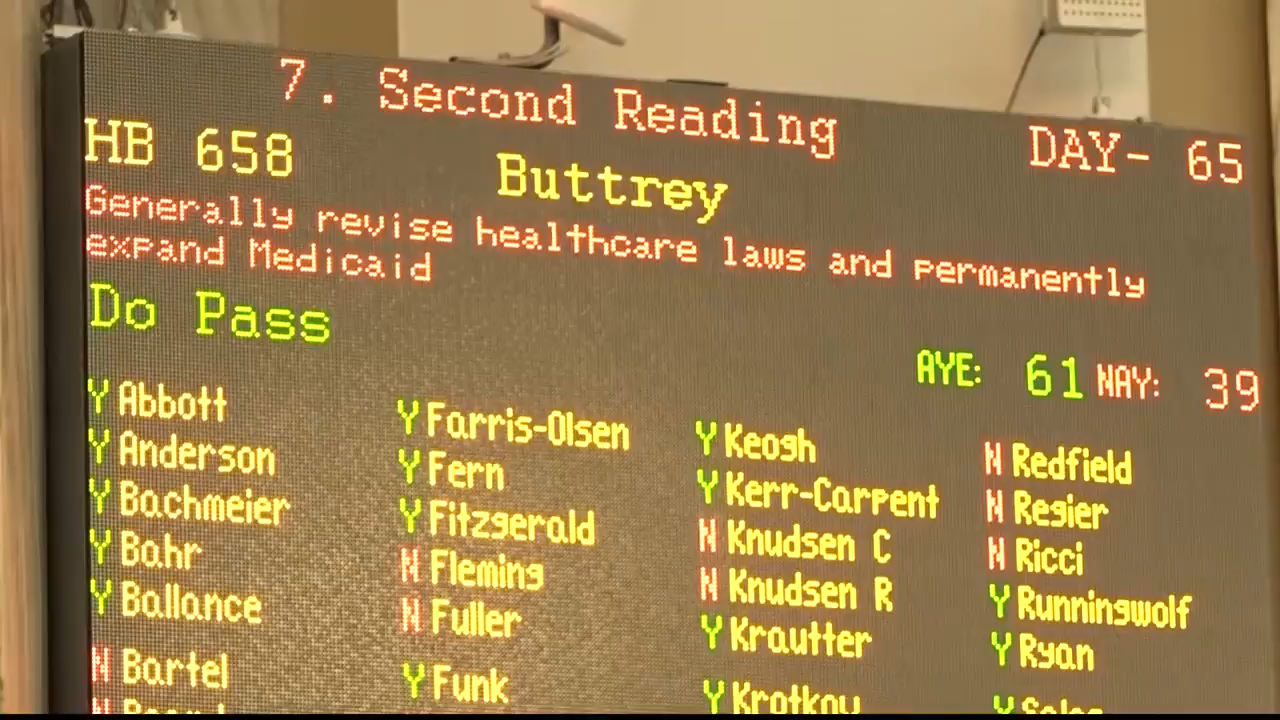 7. Second Reading DAY- 65
HB 658 Buttrey
Generally revise healthcare laws and permanently
expand Medicaid
Do Pass
AYE: 61 NAY: 39
Y Abbott
Y Anderson
Y Bachmeier
Y Bahr
Y Ballance
N Bartel
N
Y Farris-Olsen
Y Fern
Y Fitzgerald
N Fleming
N Fuller
Y Funk
Y Keogh
Y Kerr-Carpent
N Knudsen C
N Knudsen R
Y Krautter
Y Krotkov
N Redfield
N Regier
N Ricci
Y Runningwolf
Y Ryan
Y Sales